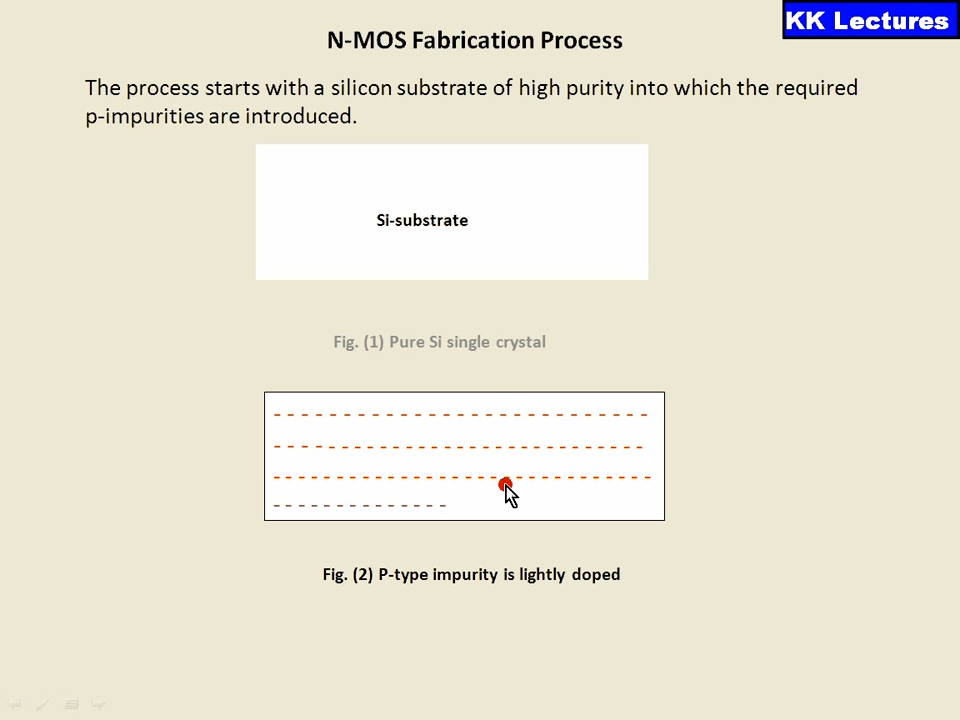 KK Lectures
N-MOS Fabrication Process
The process starts with a silicon substrate of high purity into which the required
p-impurities are introduced.
Si-substrate
Fig. (1) Pure Si single crystal
Fig. (2) P-type impurity is lightly doped